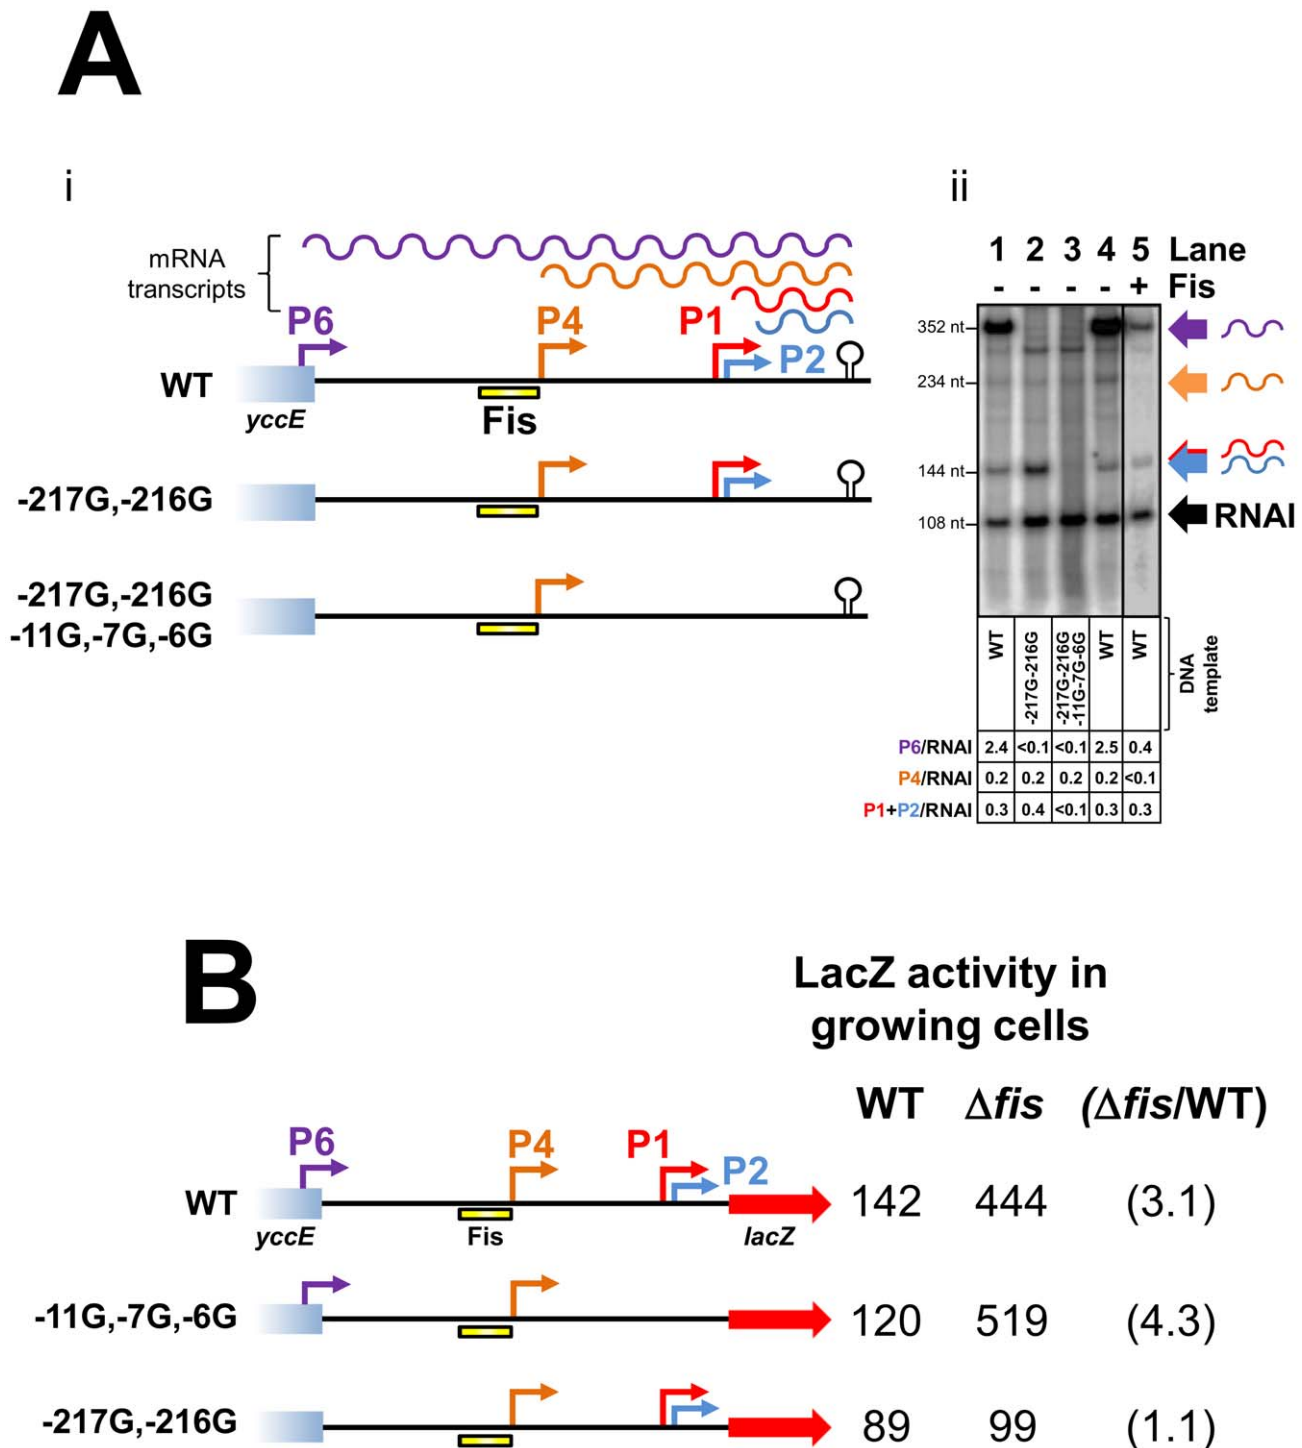 A
i
ii
mRNA
transcripts
P6
P4
P1
P2
WT
yccE
Fis
-217G,-216G
-217G,-216G
-11G,-7G,-6G
1 2 3 4 5 Lane
- - - - + Fis
352 nt
234 nt
144 nt
108 nt
RNAI
WT
-217G-216G
-217G-216G
-11G-7G-6G
WT
WT
DNA
template
P6/RNAI 2.4 <0.1 <0.1 2.5 0.4
P4/RNAI 0.2 0.2 0.2 0.2 <0.1
P1+P2/RNAI 0.3 0.4 <0.1 0.3 0.3
B
LacZ activity in
growing cells
WT Δfis (Δfis/WT)
P6 P4 P1 P2
WT 142 444 (3.1)
yccE Fis lacZ
-11G,-7G,-6G 120 519 (4.3)
-217G,-216G 89 99 (1.1)